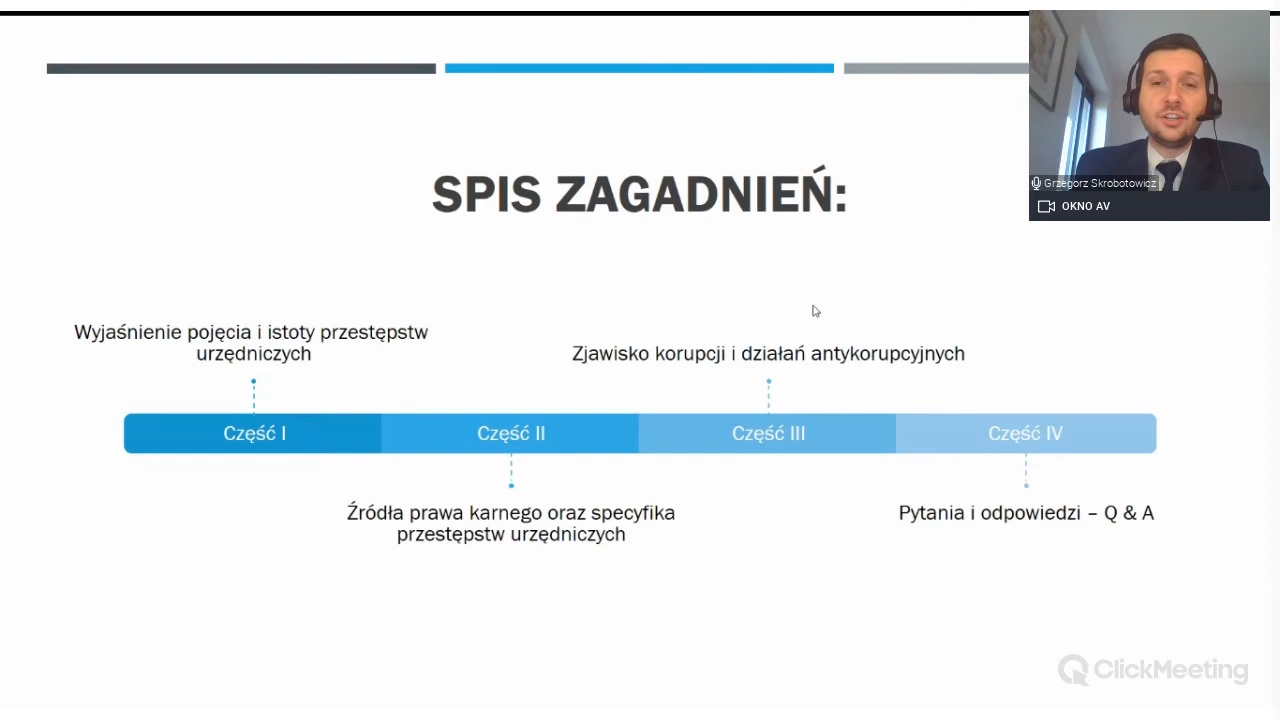 SPIS ZAGADNIEŃ:
Grzegorz Skrobotowicz
OKNO AV
Wyjaśnienie pojęcia i istoty przestępstw
urzędniczych
Zjawisko korupcji i działań antykorupcyjnych
Część I
Część II
Część III
Część IV
Źródła prawa karnego oraz specyfika
przestępstw urzędniczych
Pytania i odpowiedzi – Q & A
ClickMeeting